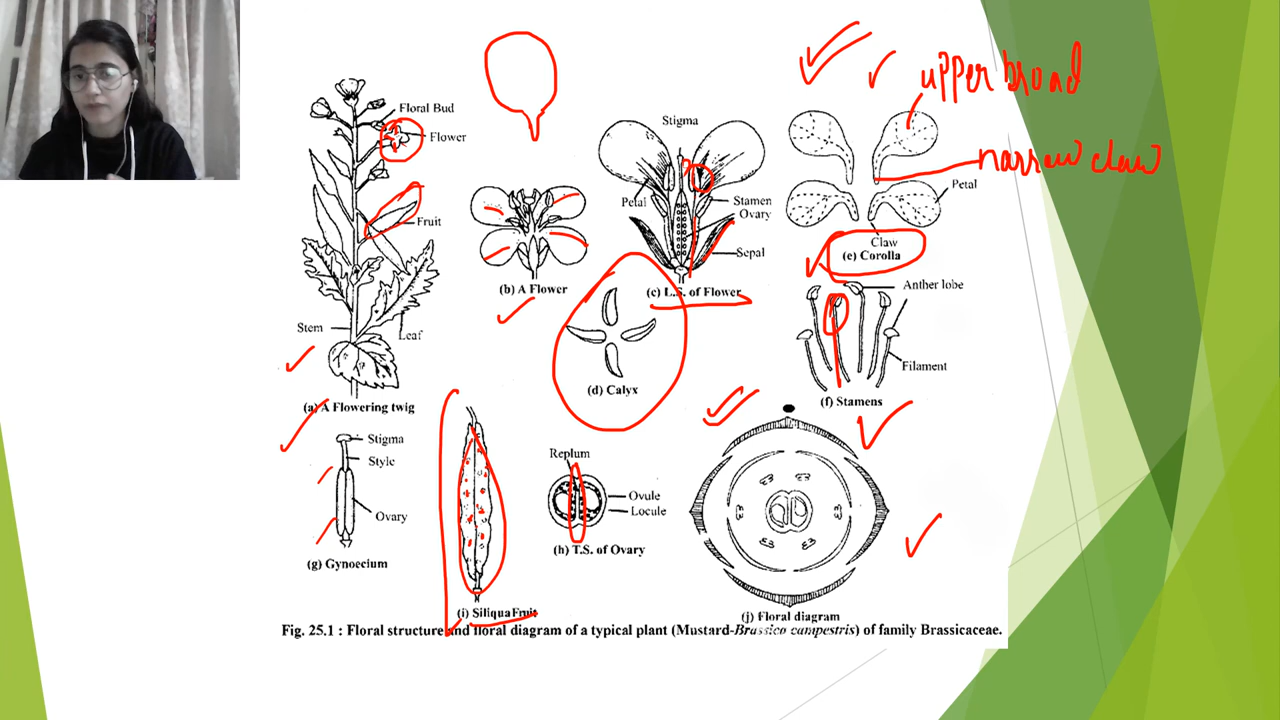 upper broad
Floral Bud
Flower
Stigma
narrow claw
Petal
Petal
Stamen
Ovary
Fruit
Sepal
Claw
(e) Corolla
(b) A Flower
(c) L.S. of Flower
Anther lobe
Stem
Leaf
Filament
(d) Calyx
(a) A Flowering twig
(f) Stamens
Stigma
Style
Replum
Ovule
Locule
Ovary
(h) T.S. of Ovary
(g) Gynoecium
(i) Siliqua Fruit
(j) Floral diagram
Fig. 25.1 : Floral structure and floral diagram of a typical plant (Mustard-Brassico campestris) of family Brassicaceae.